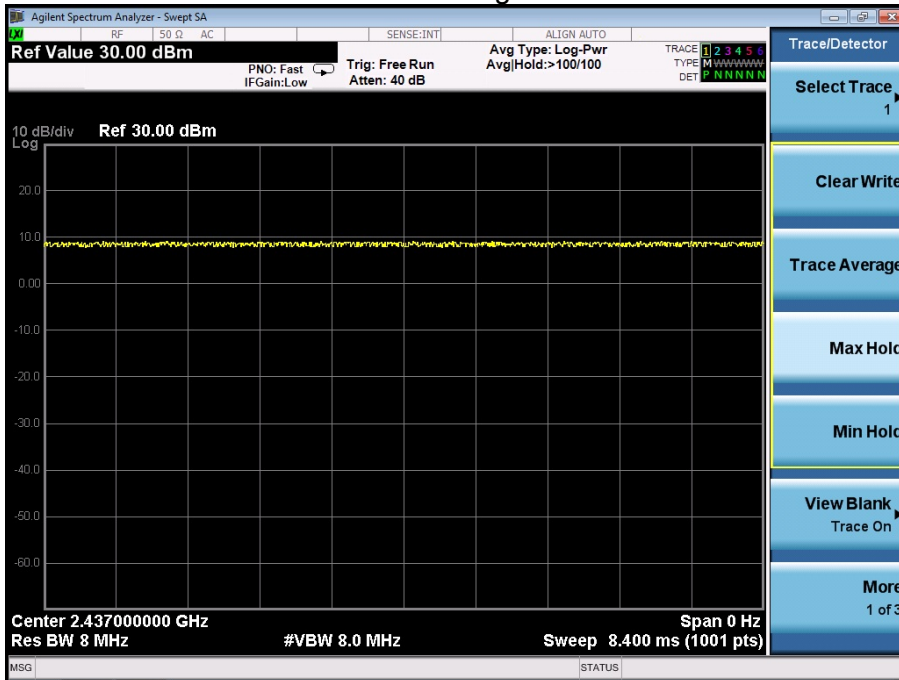 Agilent Spectrum Analyzer - Swept SA
LXI RF 50 Ω AC SENSE:INT ALIGN AUTO
Ref Value 30.00 dBm
PNO: Fast
IFGain:Low
Trig: Free Run
Atten: 40 dB
Avg Type: Log-Pwr
Avg|Hold:>100/100
TRACE 1 2 3 4 5 6
TYPE M WWWWW
DET P N N N N N
10 dB/div Ref 30.00 dBm
Log
20.0
10.0
0.00
-10.0
-20.0
-30.0
-40.0
-50.0
-60.0
Center 2.437000000 GHz Span 0 Hz
Res BW 8 MHz #VBW 8.0 MHz Sweep 8.400 ms (1001 pts)
MSG STATUS
Trace/Detector
Select Trace
1
Clear Write
Trace Average
Max Hold
Min Hold
View Blank
Trace On
More
1 of 3